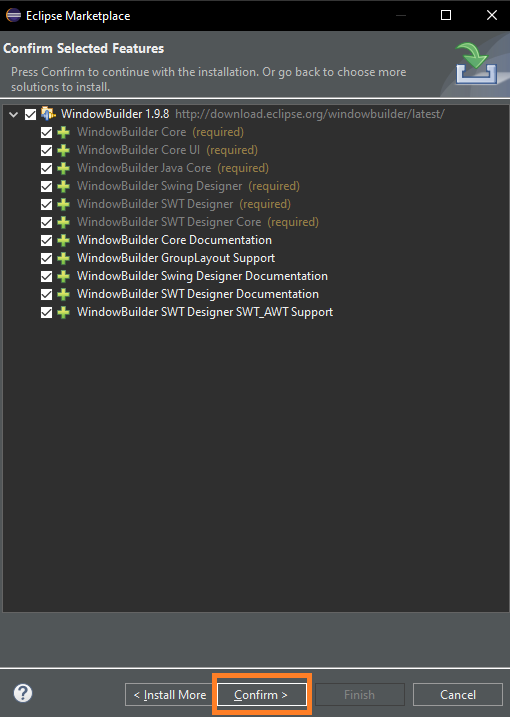 Eclipse Marketplace
Confirm Selected Features
Press Confirm to continue with the installation. Or go back to choose more
solutions to install.
WindowBuilder 1.9.8 http://download.eclipse.org/windowbuilder/latest/
WindowBuilder Core (required)
WindowBuilder Core UI (required)
WindowBuilder Java Core (required)
WindowBuilder Swing Designer (required)
WindowBuilder SWT Designer (required)
WindowBuilder SWT Designer Core (required)
WindowBuilder Core Documentation
WindowBuilder GroupLayout Support
WindowBuilder Swing Designer Documentation
WindowBuilder SWT Designer Documentation
WindowBuilder SWT Designer SWT_AWT Support
? < Install More Confirm > Finish Cancel